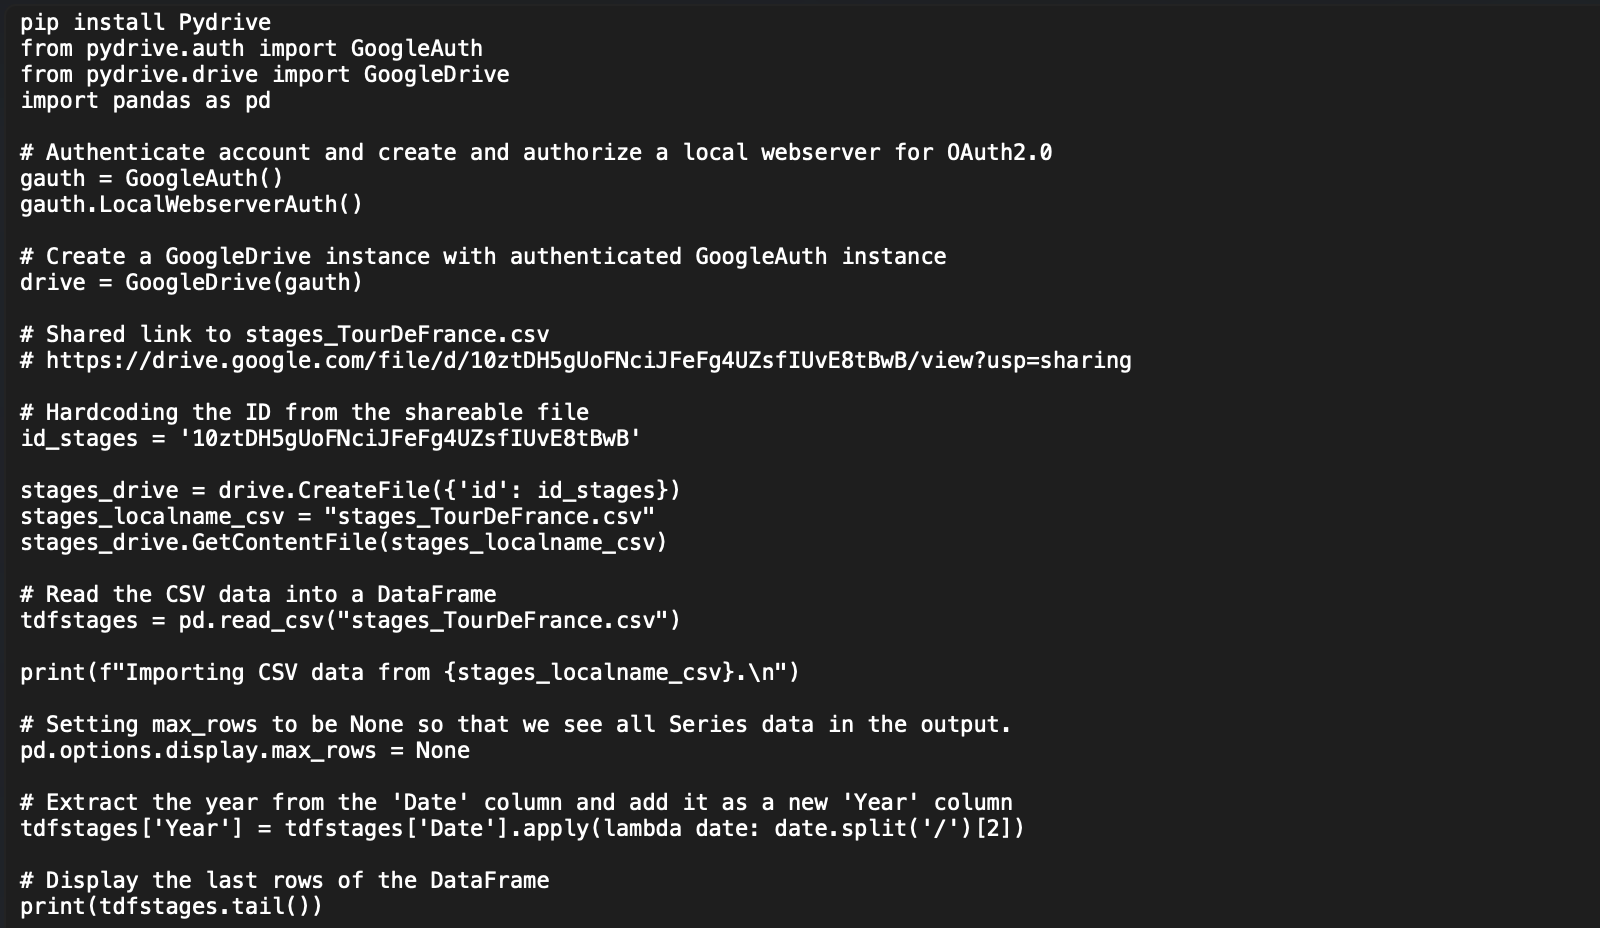 pip install Pydrive
from pydrive.auth import GoogleAuth
from pydrive.drive import GoogleDrive
import pandas as pd
# Authenticate account and create and authorize a local webserver for OAuth2.0
gauth = GoogleAuth()
gauth.LocalWebserverAuth()
# Create a GoogleDrive instance with authenticated GoogleAuth instance
drive = GoogleDrive(gauth)
# Shared link to stages_TourDeFrance.csv
# https://drive.google.com/file/d/10ztDH5gUoFNciJFeFg4UZsfIUvE8tBwB/view?usp=sharing
# Hardcoding the ID from the shareable file
id_stages = '10ztDH5gUoFNciJFeFg4UZsfIUvE8tBwB'
stages_drive = drive.CreateFile({'id': id_stages})
stages_localname_csv = "stages_TourDeFrance.csv"
stages_drive.GetContentFile(stages_localname_csv)
# Read the CSV data into a DataFrame
tdfstages = pd.read_csv("stages_TourDeFrance.csv")
print(f"Importing CSV data from {stages_localname_csv}.\n")
# Setting max_rows to be None so that we see all Series data in the output.
pd.options.display.max_rows = None
# Extract the year from the 'Date' column and add it as a new 'Year' column
tdfstages['Year'] = tdfstages['Date'].apply(lambda date: date.split('/')[2])
# Display the last rows of the DataFrame
print(tdfstages.tail())